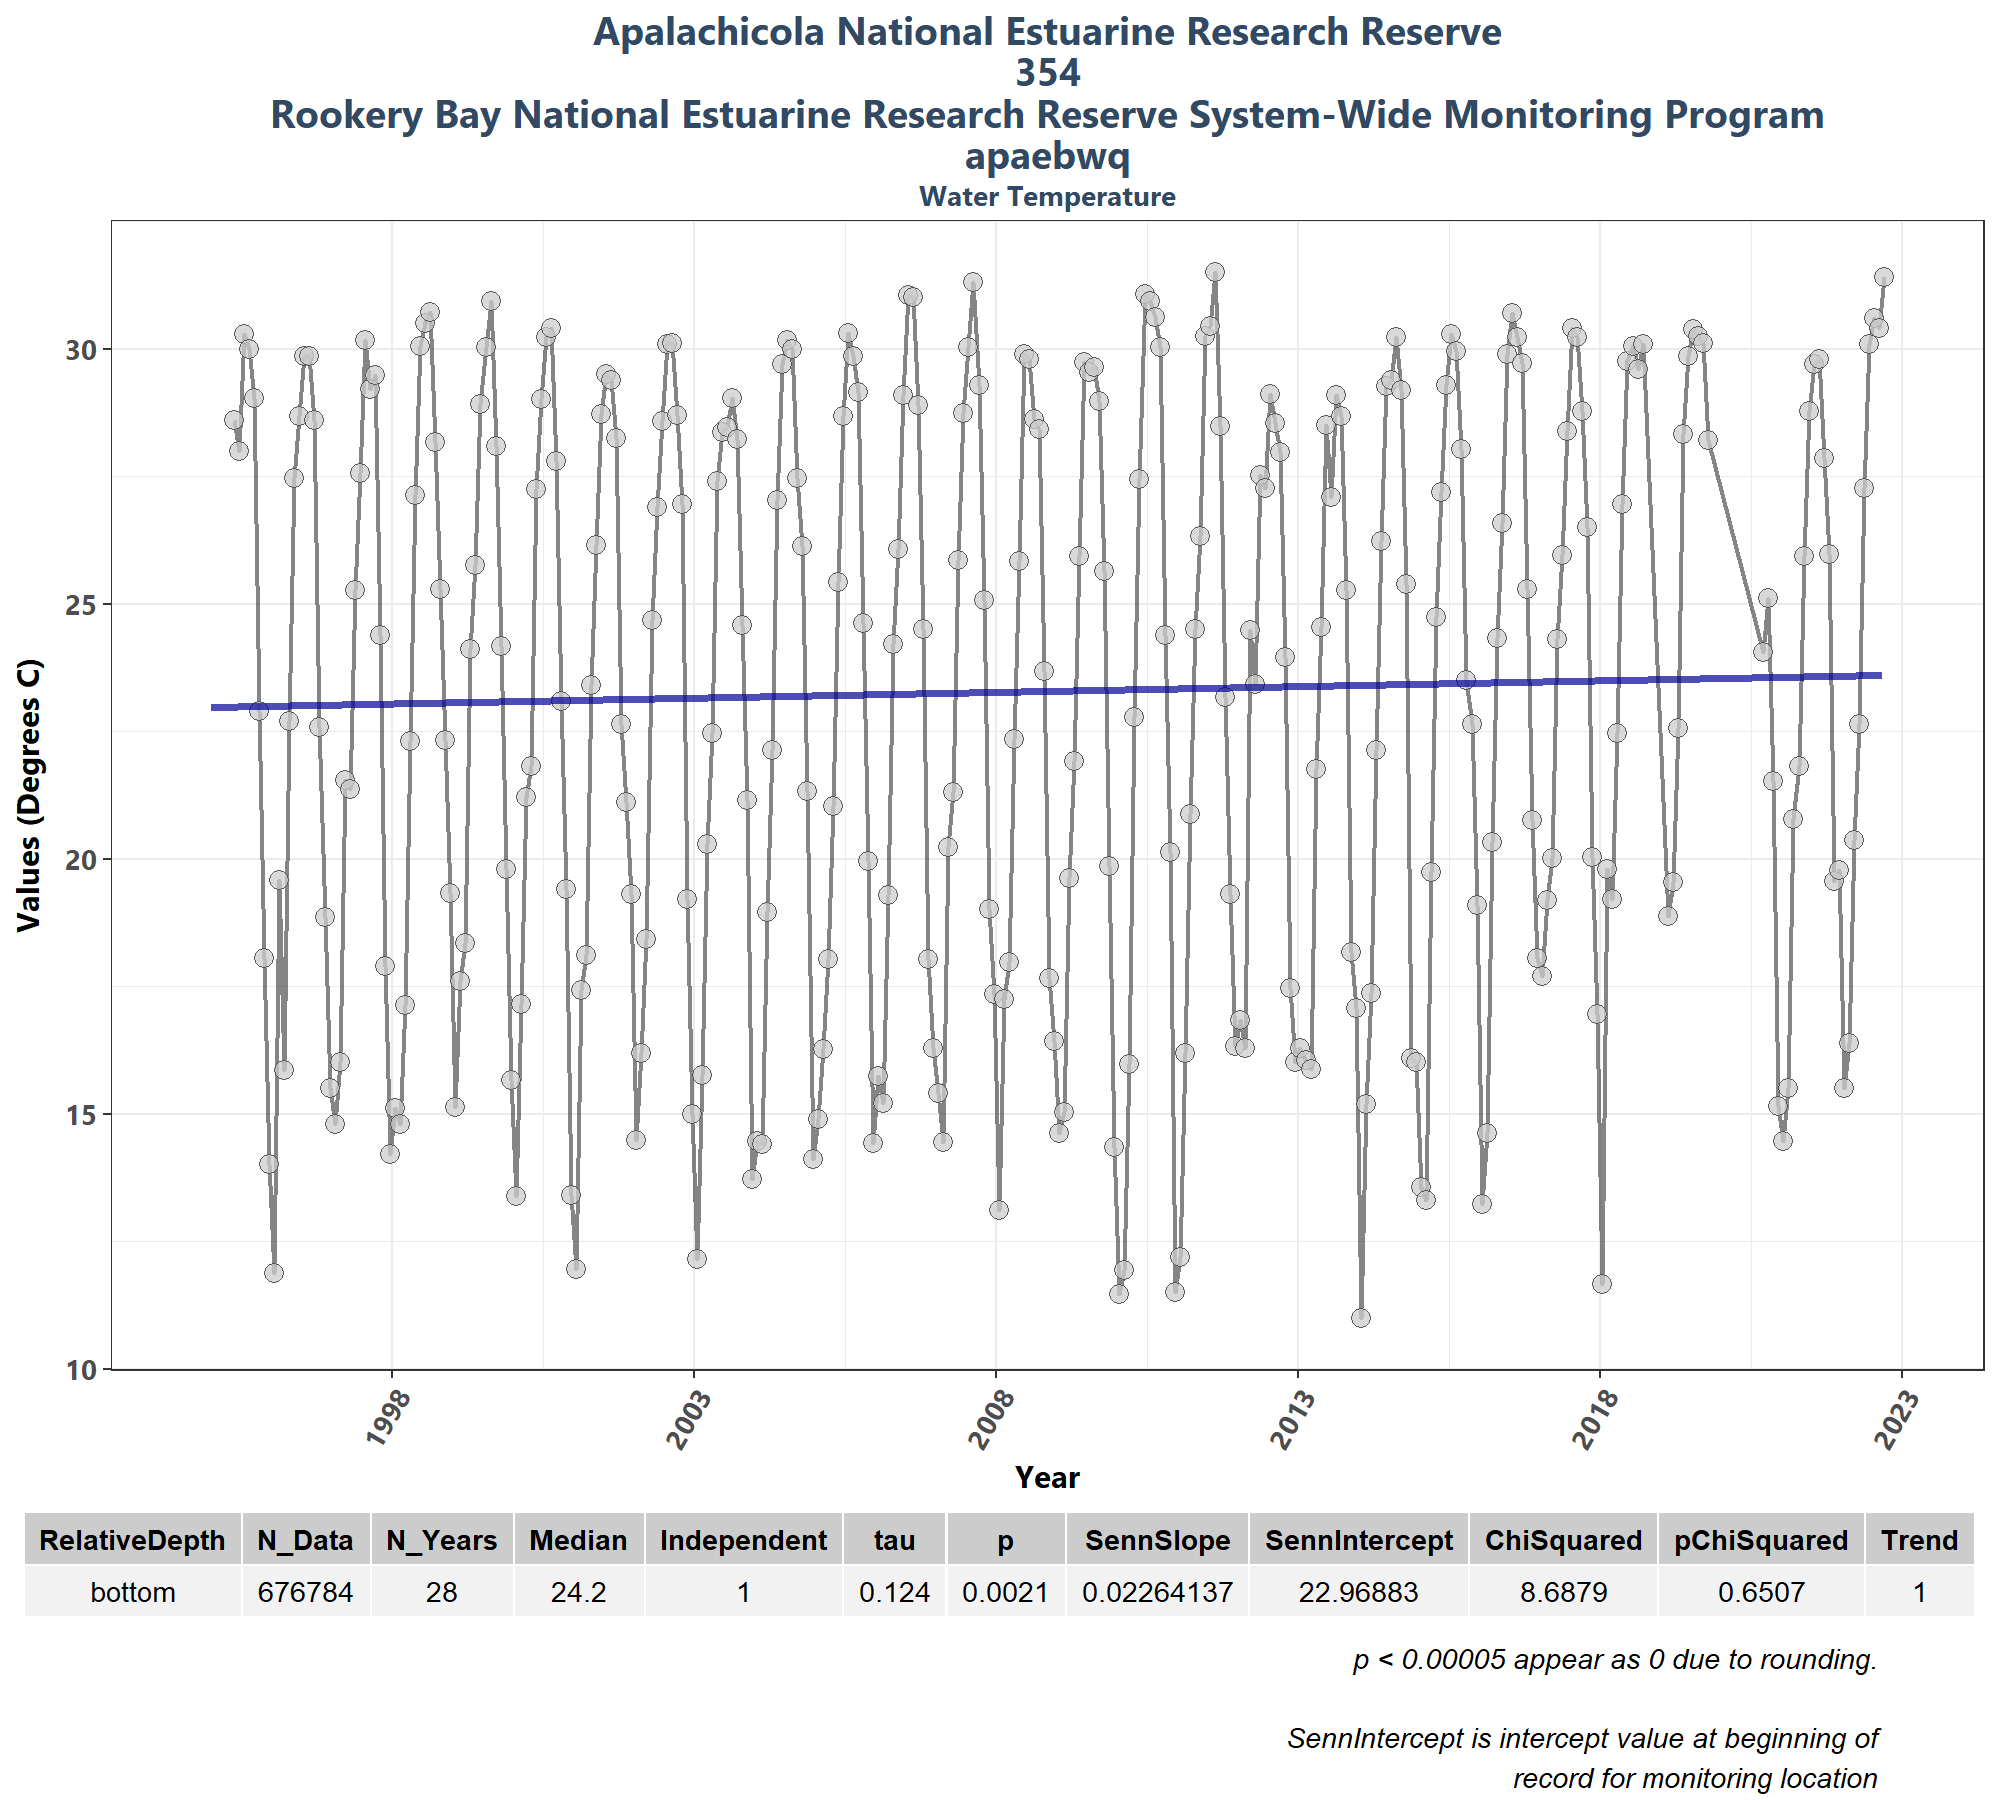 Apalachicola National Estuarine Research Reserve
354
Rookery Bay National Estuarine Research Reserve System-Wide Monitoring Program
apaebwq
Water Temperature
Values (Degrees C)
30
25
20
15
10
1998 2003 2008 2013 2018 2023
Year
RelativeDepth N_Data N_Years Median Independent tau p SennSlope SennIntercept ChiSquared pChiSquared Trend
bottom 676784 28 24.2 1 0.124 0.0021 0.02264137 22.96883 8.6879 0.6507 1
p < 0.00005 appear as 0 due to rounding.
SennIntercept is intercept value at beginning of
record for monitoring location